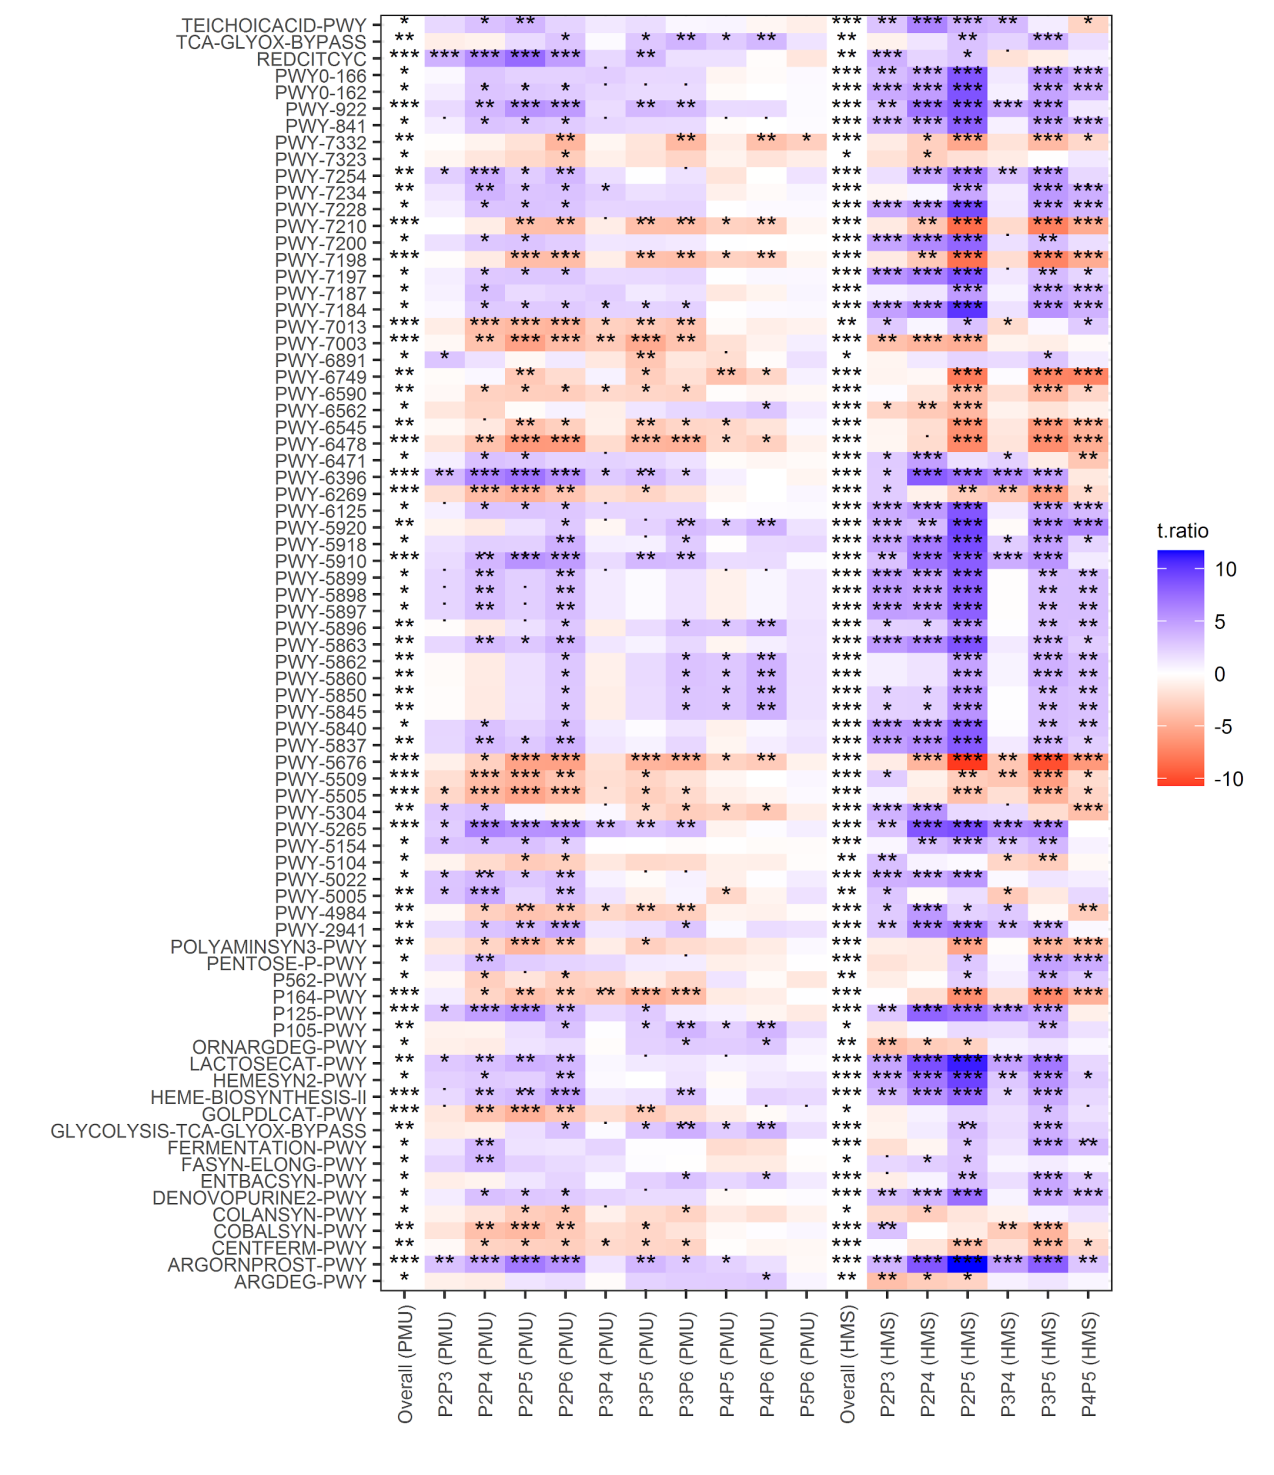 TEICHOICACID-PWY * * ** *** ** *** *** ** *
TCA-GLYOX-BYPASS ** * * ** * ** *** ** ***
REDCITCYC *** *** *** *** *** ** ** *** * .
PWY0-166 * . *** ** *** *** *** ***
PWY0-162 * * * * . . . *** *** *** *** *** ***
PWY-922 *** ** *** *** ** ** *** ** *** *** *** ***
PWY-841 * . * * * . . . *** *** *** *** *** ***
PWY-7332 ** ** ** ** * *** * *** *** *
PWY-7323 * * * *
PWY-7254 ** * *** * ** . *** *** *** ** ***
PWY-7234 ** ** * * * *** *** *** ***
PWY-7228 * * * * *** *** *** *** *** ***
PWY-7210 *** ** ** . ** ** * ** *** ** *** *** ***
PWY-7200 * * * *** *** *** *** . **
PWY-7198 *** *** *** ** ** * ** *** ** *** *** ***
PWY-7197 * * * * *** *** *** *** . ** *
PWY-7187 * * *** *** *** ***
PWY-7184 * * * * * * * *** *** *** *** *** ***
PWY-7013 *** *** *** *** * ** ** ** * * * *
PWY-7003 *** ** *** *** ** *** ** *** ** *** ***
PWY-6891 * * ** . * *
PWY-6749 ** ** * ** * *** *** *** ***
PWY-6590 ** * * * * * * *** *** *** *
PWY-6562 * * *** * ** ***
PWY-6545 ** . ** * ** * * *** *** *** ***
PWY-6478 *** ** *** *** *** *** * * *** . *** *** ***
PWY-6471 * * * . *** * *** * **
PWY-6396 *** ** *** *** *** * ** * *** * *** *** *** ***
PWY-6269 *** *** *** ** * *** * ** ** *** *
PWY-6125 * . * * * . *** *** *** *** *** ***
PWY-5920 ** * . . ** * ** *** *** ** *** *** ***
PWY-5918 * ** . * *** *** *** *** * *** *
PWY-5910 *** ** *** *** ** ** *** ** *** *** *** ***
PWY-5899 * . ** ** . . . *** *** *** *** ** **
PWY-5898 * . ** . ** *** *** *** *** ** **
PWY-5897 * . ** . ** *** *** *** *** ** **
PWY-5896 ** . . * * * ** *** * * *** ** **
PWY-5863 ** ** * ** *** *** *** *** *** *
PWY-5862 ** * * * ** *** *** *** **
PWY-5860 ** * * * ** *** *** *** **
PWY-5850 ** * * * ** *** * * *** ** **
PWY-5845 ** * * * ** *** * * *** ** **
PWY-5840 * * * *** *** *** *** ** **
PWY-5837 ** ** * ** *** *** *** *** *** *
PWY-5676 *** * *** *** *** *** * ** *** *** *** ** *** ***
PWY-5509 *** *** *** ** * *** * ** ** *** *
PWY-5505 *** * *** *** *** . * * *** *** *** *
PWY-5304 ** * * * * * * *** *** *** . ***
PWY-5265 *** * *** *** *** ** ** ** *** ** *** *** *** ***
PWY-5154 * * * * * *** ** *** ** *
PWY-5104 * * * ** ** * **
PWY-5022 * * ** * ** . . *** *** *** ***
PWY-5005 ** * *** ** * ** * *
PWY-4984 ** * ** ** * ** ** *** * *** * * **
PWY-2941 ** * ** *** * *** ** *** *** ** ***
POLYAMINSYN3-PWY ** * *** ** * *** *** *** ***
PENTOSE-P-PWY * ** . *** * *** ***
P562-PWY * * . * ** * ** *
P164-PWY *** * ** ** ** *** *** *** *** *** ***
P125-PWY *** * *** *** ** * *** ** *** *** *** ***
P105-PWY ** * * ** * ** * **
ORNARGDEG-PWY * * * ** ** * *
LACTOSECAT-PWY ** * ** ** ** . . *** *** *** *** *** ***
HEMESYN2-PWY * * ** *** *** *** *** ** *** *
HEME-BIOSYNTHESIS-II *** . ** ** *** ** *** ** *** *** * ***
GOLPDLCAT-PWY *** ** *** ** ** . . * * .
GLYCOLYSIS-TCA-GLYOX-BYPASS ** * . * ** * ** *** ** ***
FERMENTATION-PWY * ** *** * *** **
FASYN-ELONG-PWY * ** * . * *
ENTBACSYN-PWY * * * *** . ** *** *
DENOVOPURINE2-PWY * * * * . . *** ** *** *** *** ***
COLANSYN-PWY * * * . * * *
COBALSYN-PWY ** ** *** ** * *** ** ** ***
CENTFERM-PWY ** * * * * * * *** *** *** *
ARGORNPROST-PWY *** ** *** *** *** ** * * *** *** *** *** *** *** **
ARGDEG-PWY * * ** ** * *
Overall (PMU)
P2P3 (PMU)
P2P4 (PMU)
P2P5 (PMU)
P2P6 (PMU)
P3P4 (PMU)
P3P5 (PMU)
P3P6 (PMU)
P4P5 (PMU)
P4P6 (PMU)
P5P6 (PMU)
Overall (HMS)
P2P3 (HMS)
P2P4 (HMS)
P2P5 (HMS)
P3P4 (HMS)
P3P5 (HMS)
P4P5 (HMS)
t.ratio
10
5
0
-5
-10